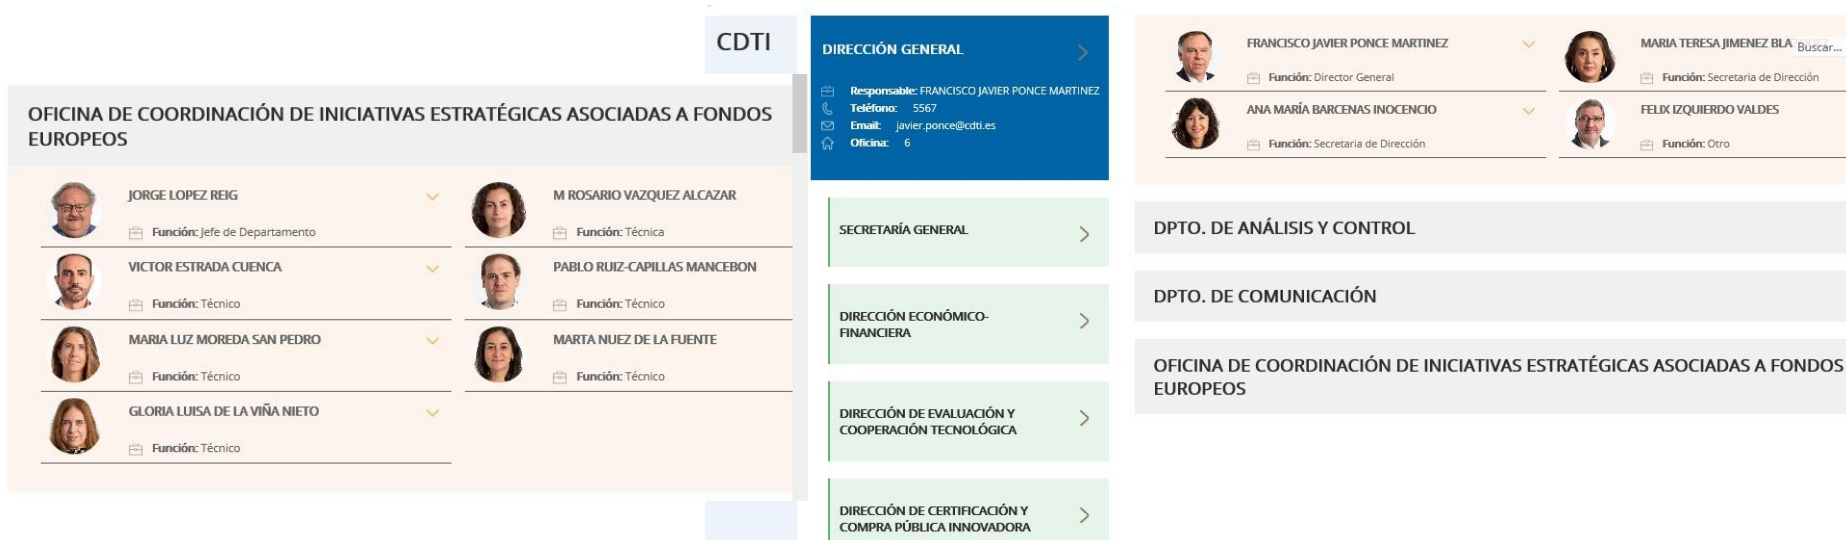 CDTI
OFICINA DE COORDINACIÓN DE INICIATIVAS ESTRATÉGICAS ASOCIADAS A FONDOS
EUROPEOS
JORGE LOPEZ REIG
Función: Jefe de Departamento
M ROSARIO VAZQUEZ ALCAZAR
Función: Técnica
VICTOR ESTRADA CUENCA
Función: Técnico
PABLO RUIZ-CAPILLAS MANCEBON
Función: Técnico
MARIA LUZ MOREDA SAN PEDRO
Función: Técnico
MARTA NUEZ DE LA FUENTE
Función: Técnico
GLORIA LUISA DE LA VIÑA NIETO
Función: Técnico
DIRECCIÓN GENERAL
Responsable: FRANCISCO JAVIER PONCE MARTINEZ
Teléfono: 5567
Email: javier.ponce@cdti.es
Oficina: 6
SECRETARÍA GENERAL
DIRECCIÓN ECONÓMICO-
FINANCIERA
DIRECCIÓN DE EVALUACIÓN Y
COOPERACIÓN TECNOLÓGICA
DIRECCIÓN DE CERTIFICACIÓN Y
COMPRA PÚBLICA INNOVADORA
FRANCISCO JAVIER PONCE MARTINEZ
Función: Director General
MARIA TERESA JIMENEZ BLA
Buscar...
Función: Secretaria de Dirección
ANA MARÍA BARCENAS INOCENCIO
Función: Secretaria de Dirección
FELIX IZQUIERDO VALDES
Función: Otro
DPTO. DE ANÁLISIS Y CONTROL
DPTO. DE COMUNICACIÓN
OFICINA DE COORDINACIÓN DE INICIATIVAS ESTRATÉGICAS ASOCIADAS A FONDOS
EUROPEOS